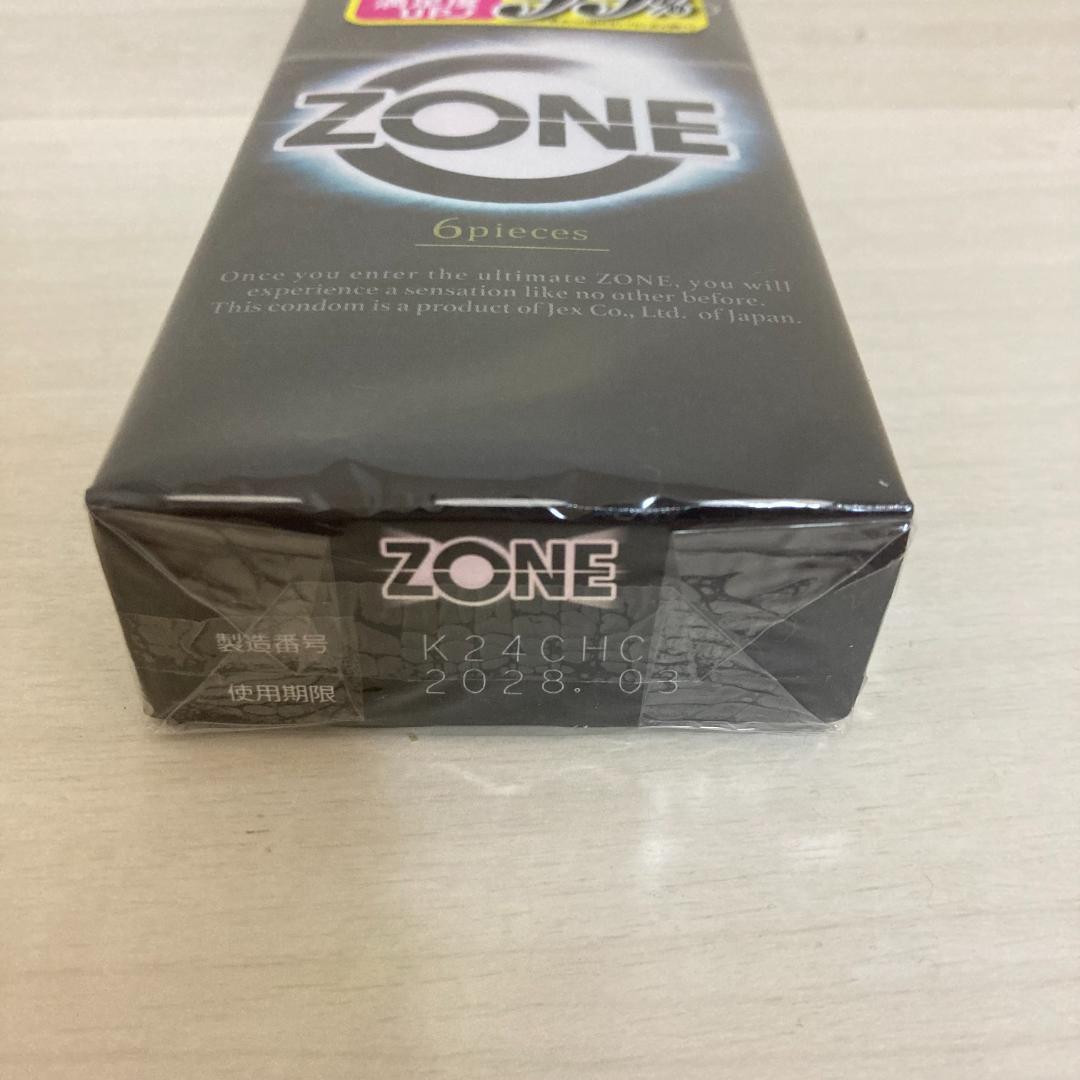 ZONE
6pieces
Once you enter the ultimate ZONE, you will
experience a sensation like no other before.
This condom is a product of Jex Co., Ltd. of Japan.
ZONE
製造番号 K24CHC
使用期限 2028. 03